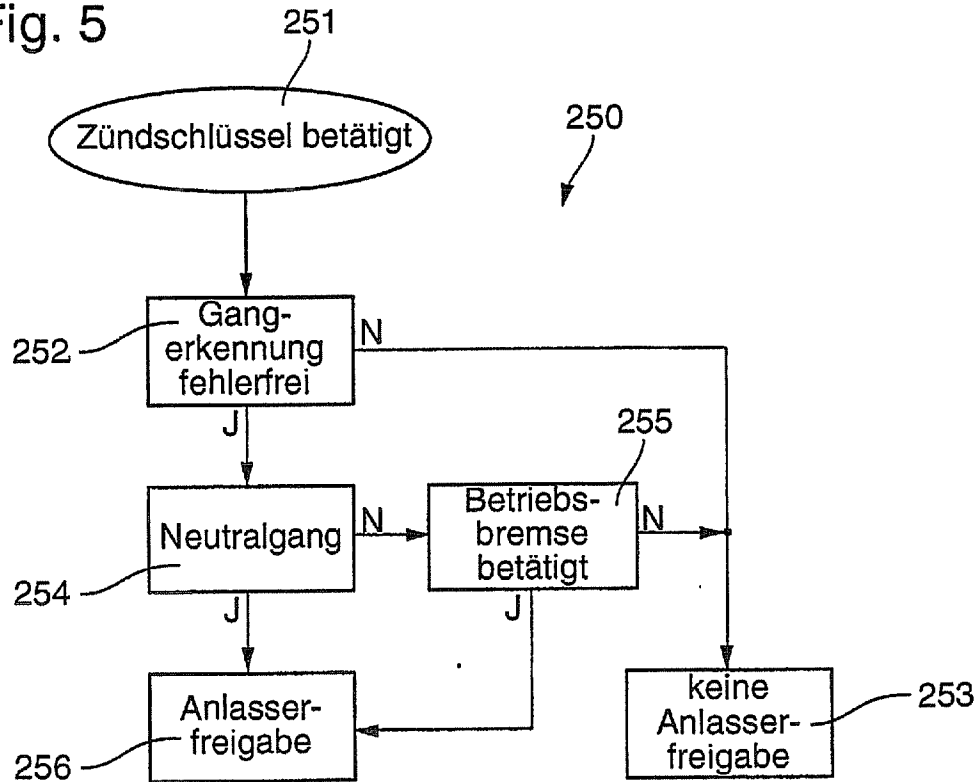 Fig. 5
251
Zündschlüssel betätigt
250
252
Gang-
erkennung
fehlerfrei
N
J
255
254
Neutralgang
N
Betriebs-
bremse
betätigt
N
J
J
256
Anlasser-
freigabe
keine
Anlasser-
freigabe
253